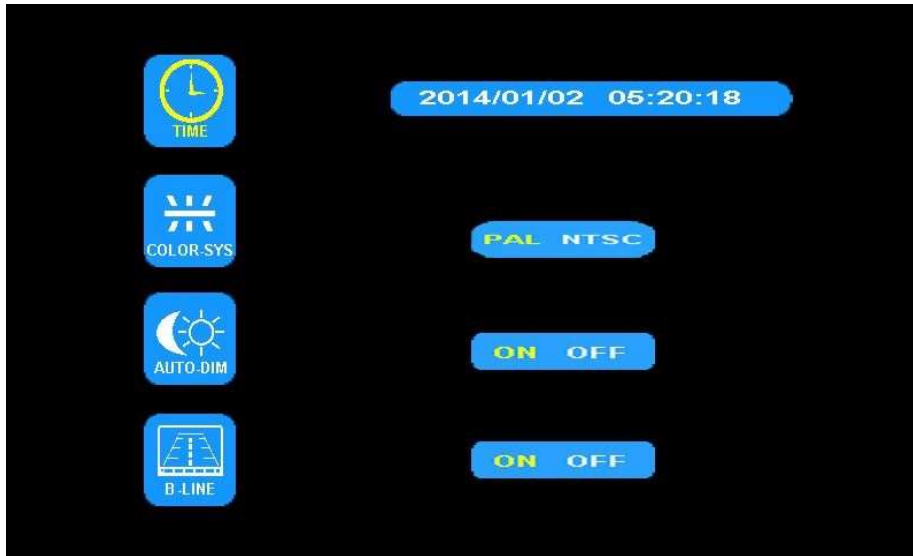 TIME
2014/01/02 05:20:18
COLOR-SYS
PAL NTSC
AUTO-DIM
ON OFF
B-LINE
ON OFF